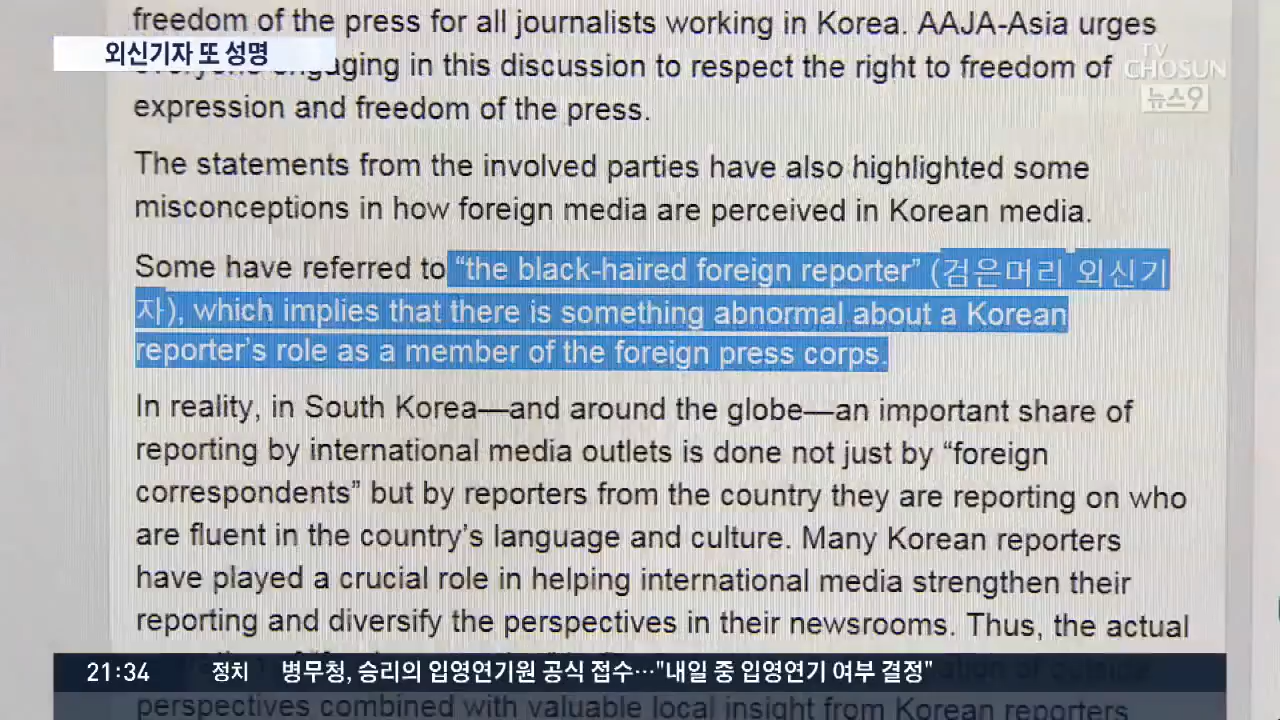 freedom of the press for all journalists working in Korea. AAJA-Asia urges
외신기자 또 성명
engaging in this discussion to respect the right to freedom of
TV
CHOSUN
뉴스9
expression and freedom of the press.
The statements from the involved parties have also highlighted some
misconceptions in how foreign media are perceived in Korean media.
Some have referred to “the black-haired foreign reporter” (검은머리 외신기
자), which implies that there is something abnormal about a Korean
reporter’s role as a member of the foreign press corps.
In reality, in South Korea—and around the globe—an important share of
reporting by international media outlets is done not just by “foreign
correspondents” but by reporters from the country they are reporting on who
are fluent in the country’s language and culture. Many Korean reporters
have played a crucial role in helping international media strengthen their
reporting and diversify the perspectives in their newsrooms. Thus, the actual
21:34 정치 병무청, 승리의 입영연기원 공식 접수…"내일 중 입영연기 여부 결정"
perspectives combined with valuable local insight from Korean reporters